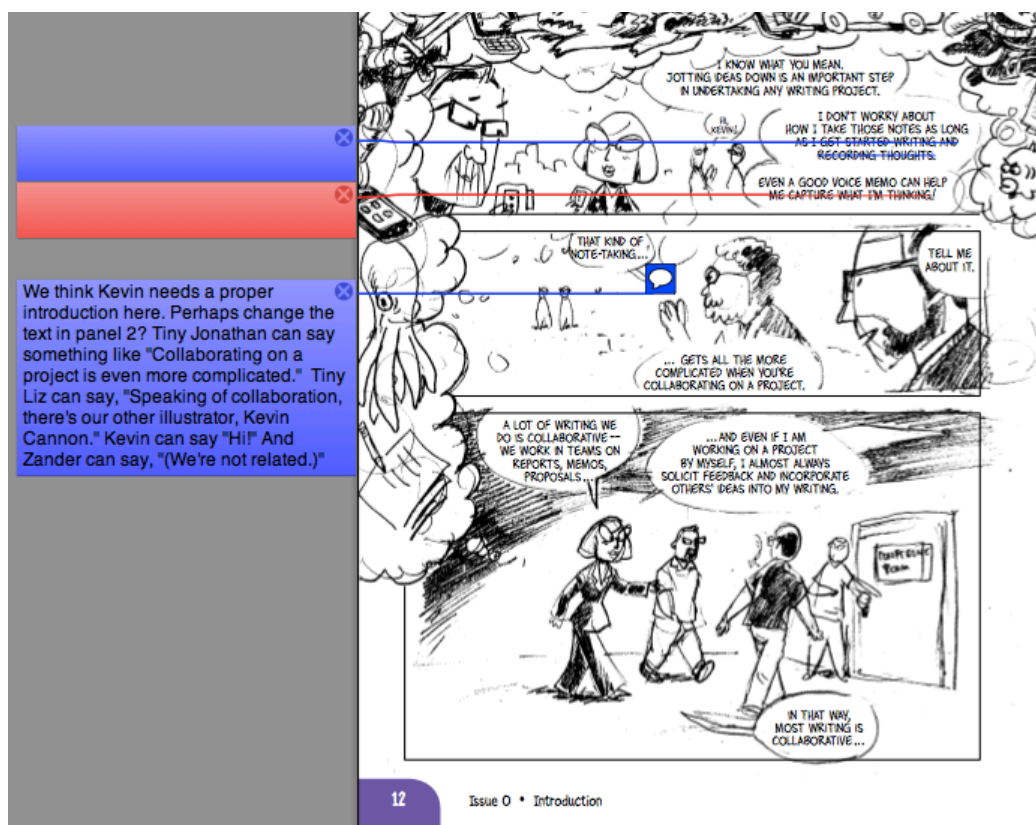 We think Kevin needs a proper
introduction here. Perhaps change the
text in panel 2? Tiny Jonathan can say
something like "Collaborating on a
project is even more complicated."  Tiny
Liz can say, "Speaking of collaboration,
there's our other illustrator, Kevin
Cannon." Kevin can say "Hi!" And
Zander can say, "(We're not related.)"
I KNOW WHAT YOU MEAN.
JOTTING IDEAS DOWN IS AN IMPORTANT STEP
IN UNDERTAKING ANY WRITING PROJECT.
HI,
KEVIN!
I DON'T WORRY ABOUT
HOW I TAKE THOSE NOTES AS LONG
AS I GET STARTED WRITING AND
RECORDING THOUGHTS.
EVEN A GOOD VOICE MEMO CAN HELP
ME CAPTURE WHAT I'M THINKING!
THAT KIND OF
NOTE-TAKING...
TELL ME
ABOUT IT.
... GETS ALL THE MORE
COMPLICATED WHEN YOU'RE
COLLABORATING ON A PROJECT.
A LOT OF WRITING WE
DO IS COLLABORATIVE --
WE WORK IN TEAMS ON
REPORTS, MEMOS,
PROPOSALS...
...AND EVEN IF I AM
WORKING ON A PROJECT
BY MYSELF, I ALMOST ALWAYS
SOLICIT FEEDBACK AND INCORPORATE
OTHERS' IDEAS INTO MY WRITING.
ROOM
IN THAT WAY,
MOST WRITING IS
COLLABORATIVE...
12 Issue 0 • Introduction